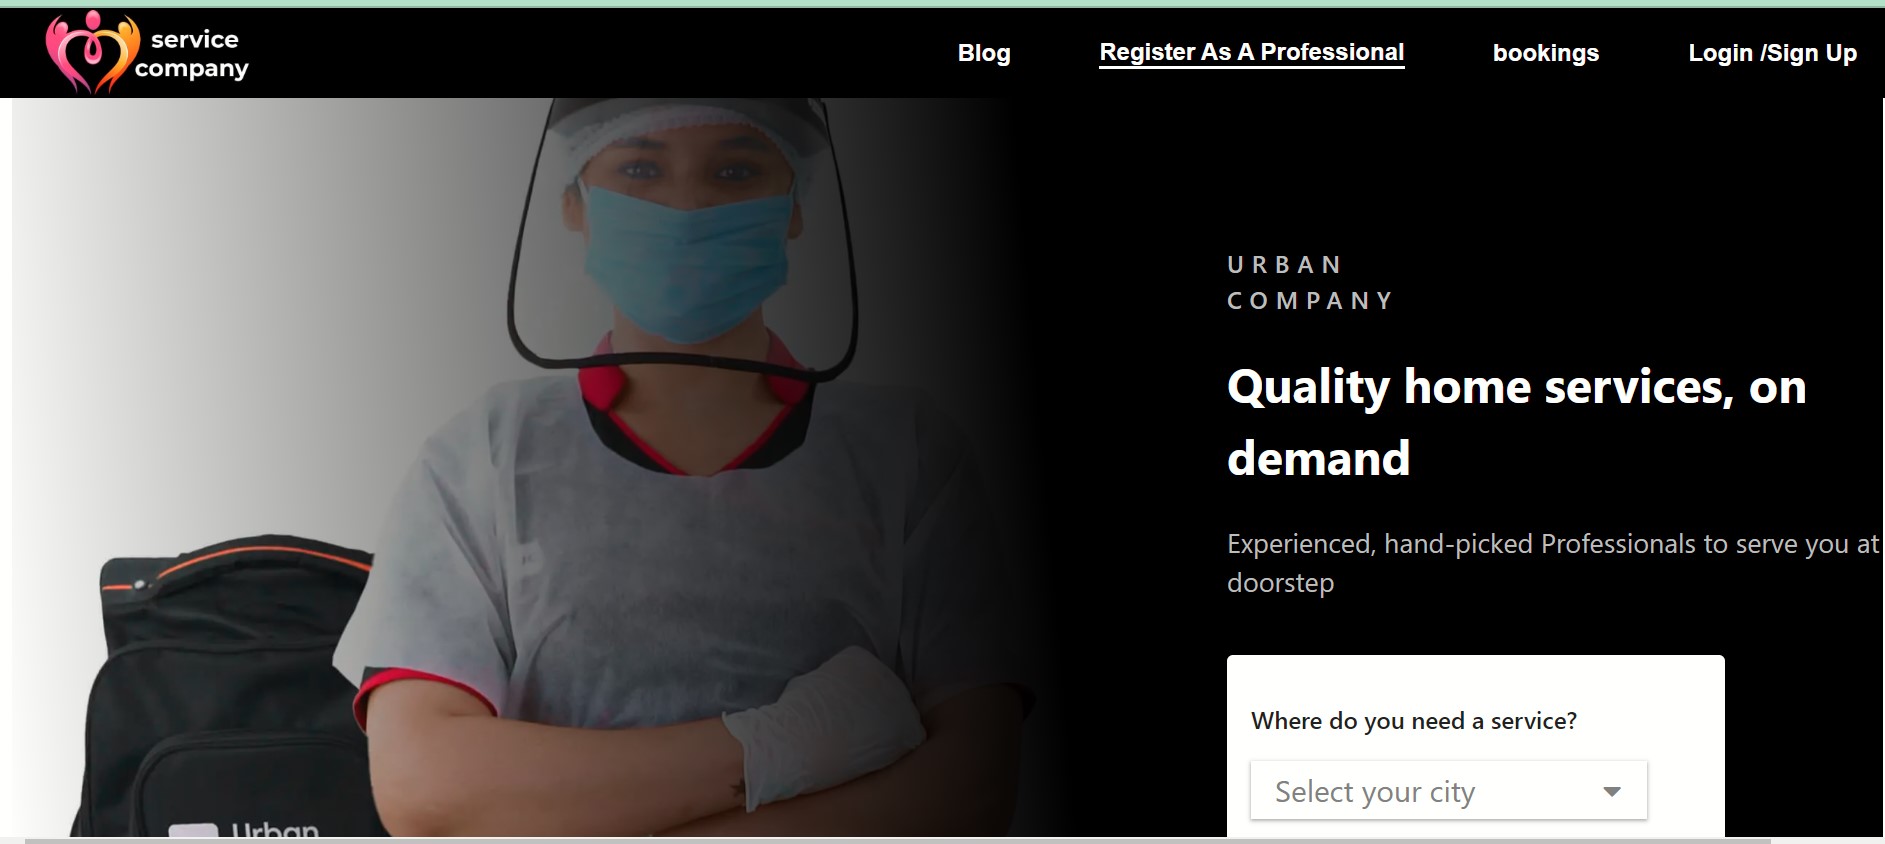 service
company
Blog
Register As A Professional
bookings
Login /Sign Up
URBAN
COMPANY
Quality home services, on
demand
Experienced, hand-picked Professionals to serve you at
doorstep
Where do you need a service?
Select your city
Urban